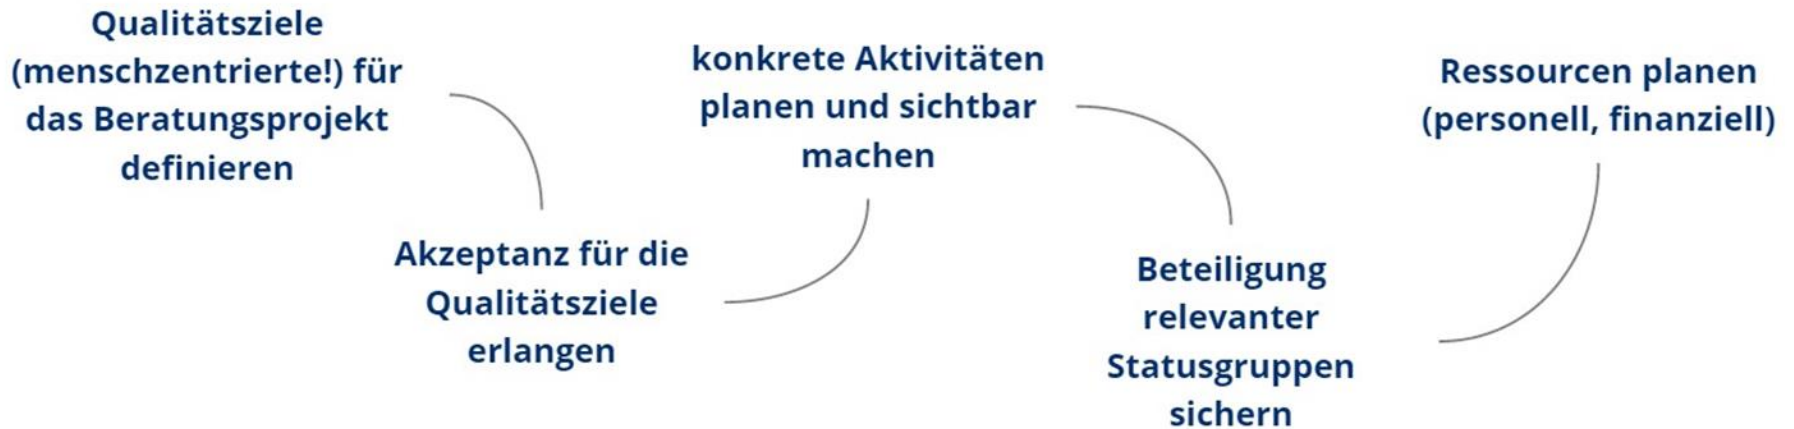 Qualitätsziele
(menschzentrierte!) für
das Beratungsprojekt
definieren
Akzeptanz für die
Qualitätsziele
erlangen
konkrete Aktivitäten
planen und sichtbar
machen
Beteiligung
relevanter
Statusgruppen
sichern
Ressourcen planen
(personell, finanziell)